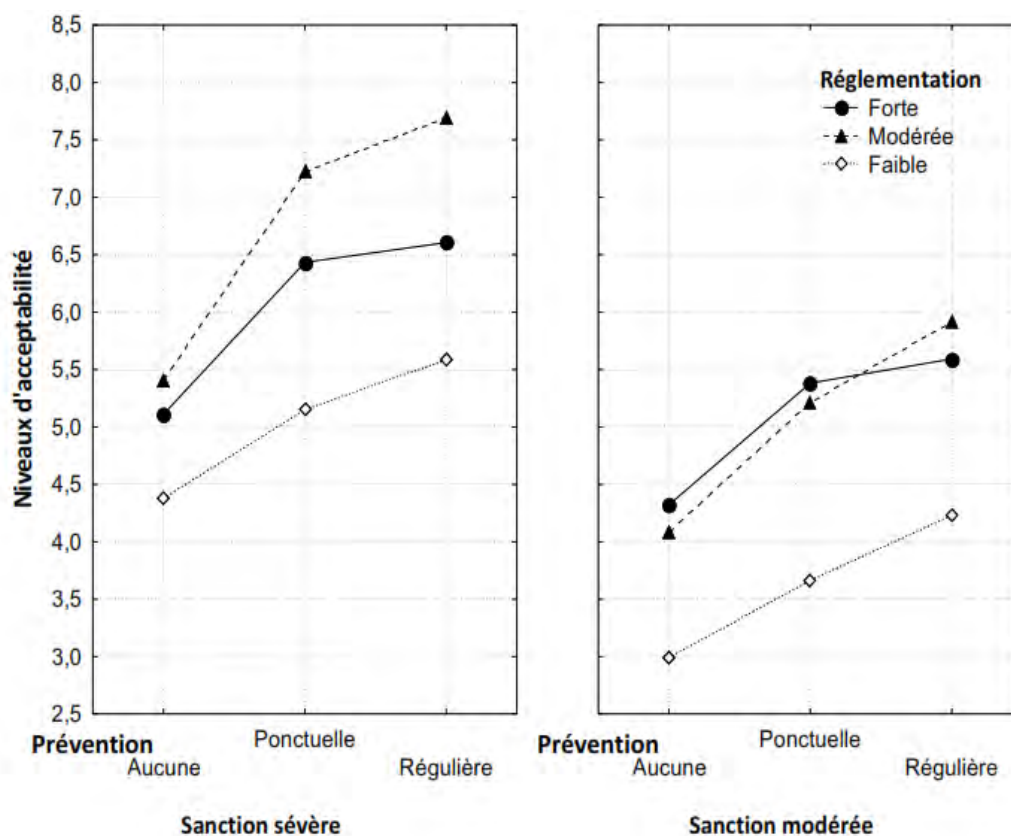 8,5
8,0
7,5
7,0
6,5
6,0
5,5
5,0
4,5
4,0
3,5
3,0
2,5
Niveaux d'acceptabilité
Réglementation
Forte
Modérée
Faible
Prévention
Aucune
Ponctuelle
Régulière
Prévention
Aucune
Ponctuelle
Régulière
Sanction sévère
Sanction modérée